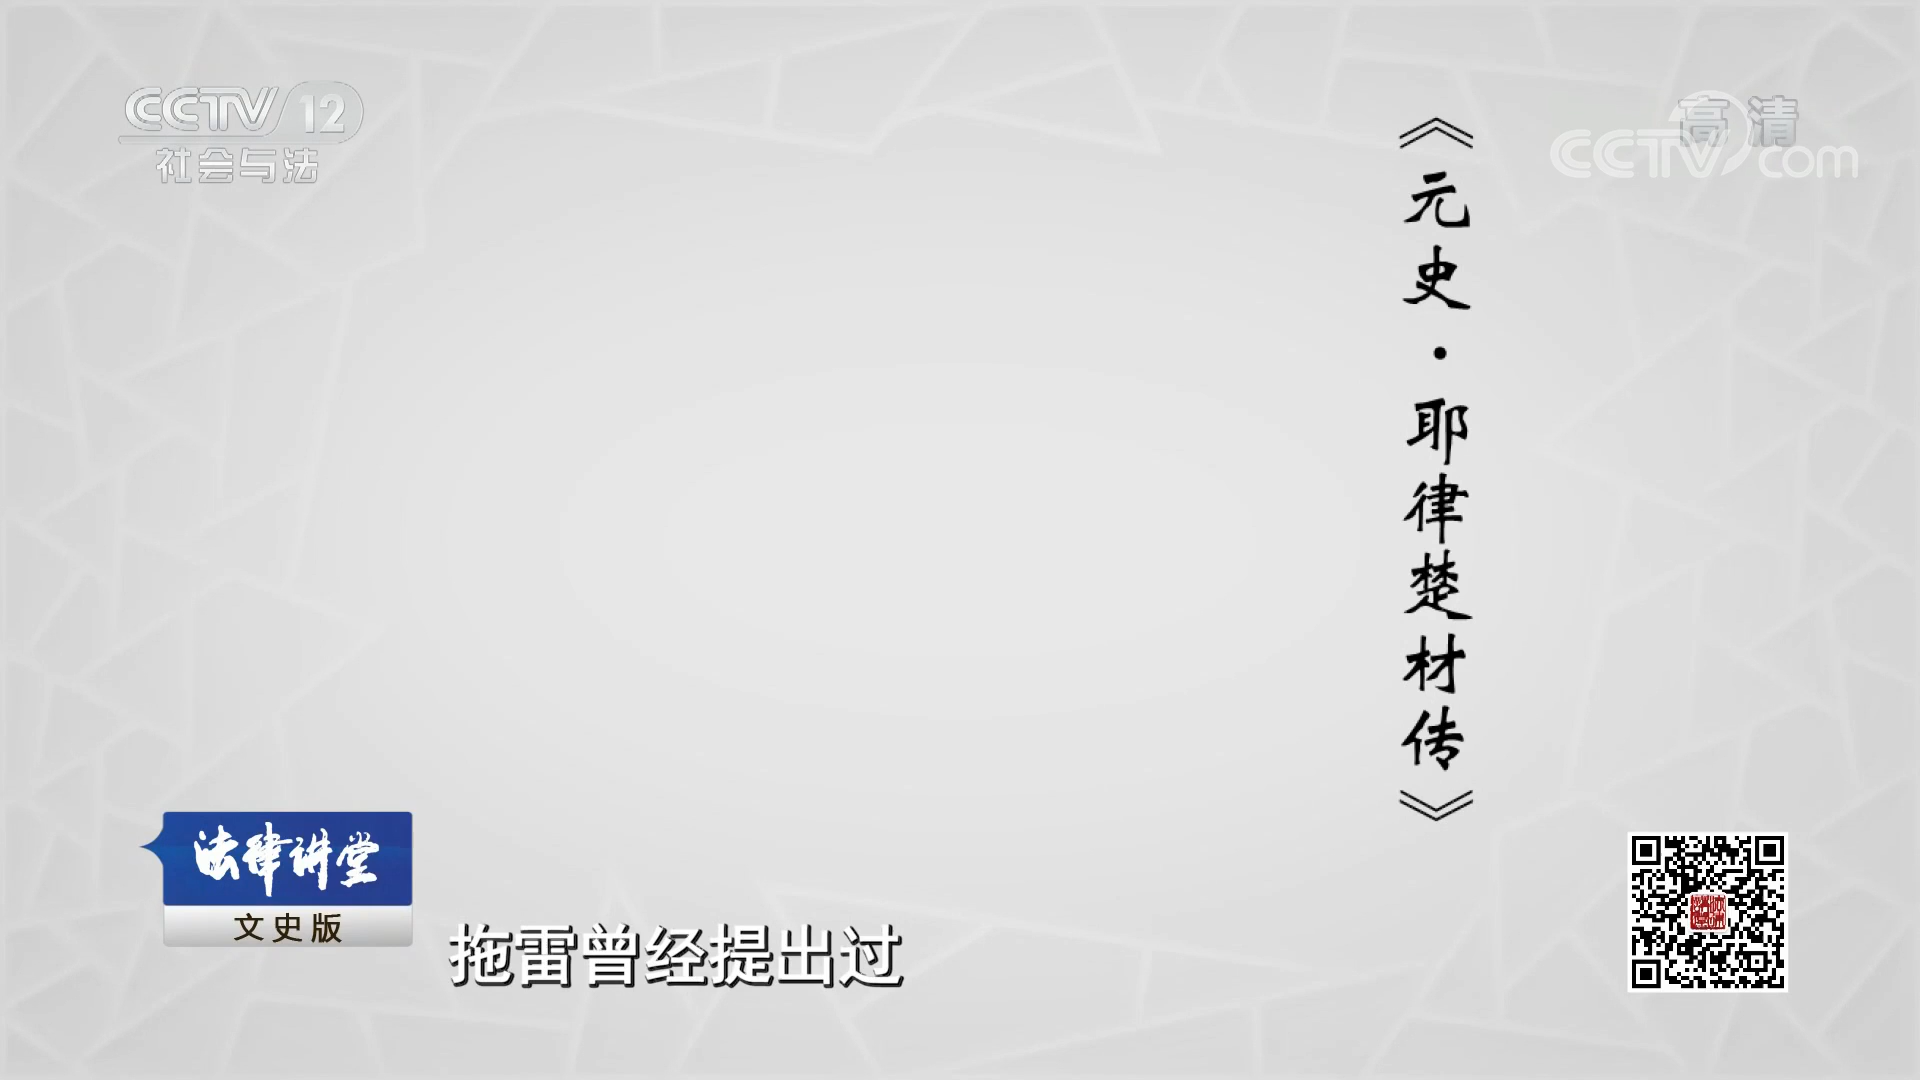 CCTV 12
社会与法
高清
CCTV.com
《元史·耶律楚材传》
法律讲堂
文史版
拖雷曾经提出过